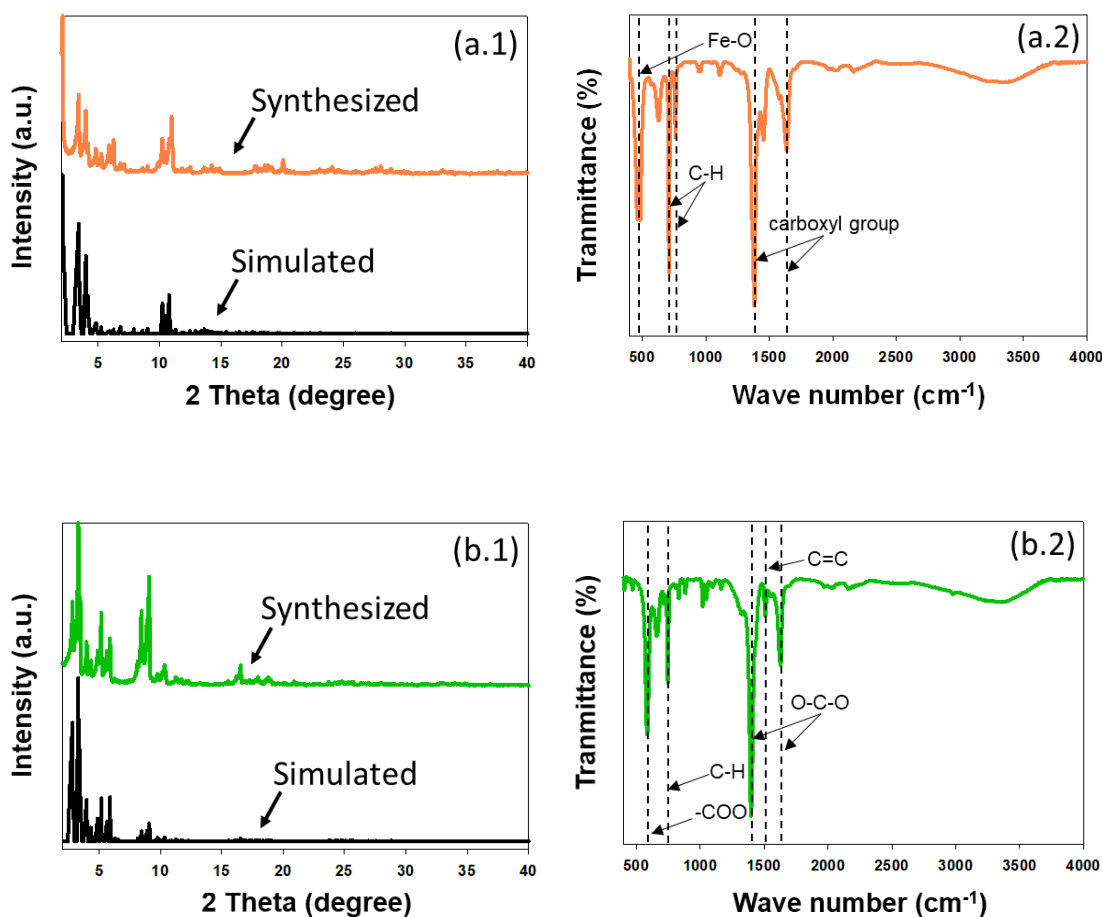 (a.1)
Synthesized
Simulated
Intensity (a.u.)
5 10 15 20 25 30 35 40
2 Theta (degree)
(a.2)
Fe-O
C-H
carboxyl group
Tranmittance (%)
500 1000 1500 2000 2500 3000 3500 4000
Wave number (cm-1)
(b.1)
Synthesized
Simulated
Intensity (a.u.)
5 10 15 20 25 30 35 40
2 Theta (degree)
(b.2)
C=C
O-C-O
C-H
-COO
Tranmittance (%)
500 1000 1500 2000 2500 3000 3500 4000
Wave number (cm-1)